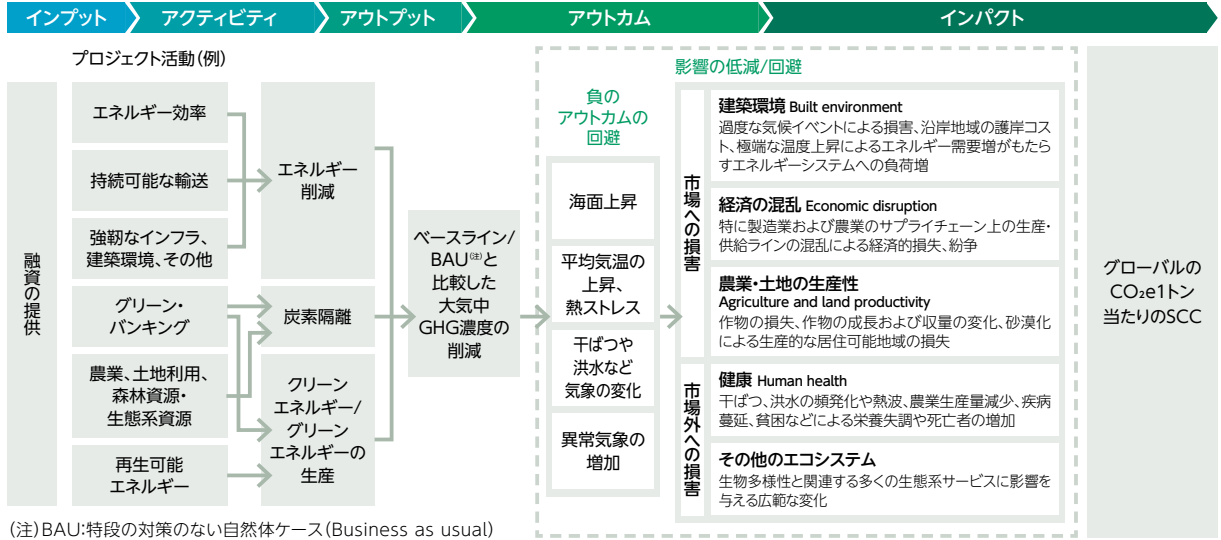 インプット
アクティビティ
アウトプット
アウトカム
インパクト
プロジェクト活動(例)
融資の提供
エネルギー効率
持続可能な輸送
強靭なインフラ、
建築環境、その他
グリーン・
バンキング
農業、土地利用、
森林資源・
生態系資源
再生可能
エネルギー
エネルギー
削減
炭素隔離
クリーン
エネルギー/
グリーン
エネルギーの
生産
ベースライン/
BAU(注)と
比較した
大気中
GHG濃度の
削減
負の
アウトカムの
回避
海面上昇
平均気温の
上昇、
熱ストレス
干ばつや
洪水など
気象の変化
異常気象の
増加
影響の低減/回避
市場への損害
建築環境 Built environment
過度な気候イベントによる損害、沿岸地域の護岸コス
ト、極端な温度上昇によるエネルギー需要増がもたら
すエネルギーシステムへの負荷増
経済の混乱 Economic disruption
特に製造業および農業のサプライチェーン上の生産・
供給ラインの混乱による経済的損失、紛争
農業・土地の生産性
Agriculture and land productivity
作物の損失、作物の成長および収量の変化、砂漠化
による生産的な居住可能地域の損失
市場外への損害
健康 Human health
干ばつ、洪水の頻発化や熱波、農業生産量減少、疾病
蔓延、貧困などによる栄養失調や死亡者の増加
その他のエコシステム
生物多様性と関連する多くの生態系サービスに影響を
与える広範な変化
グローバルの
CO₂e1トン
当たりのSCC
(注)BAU:特段の対策のない自然体ケース(Business as usual)